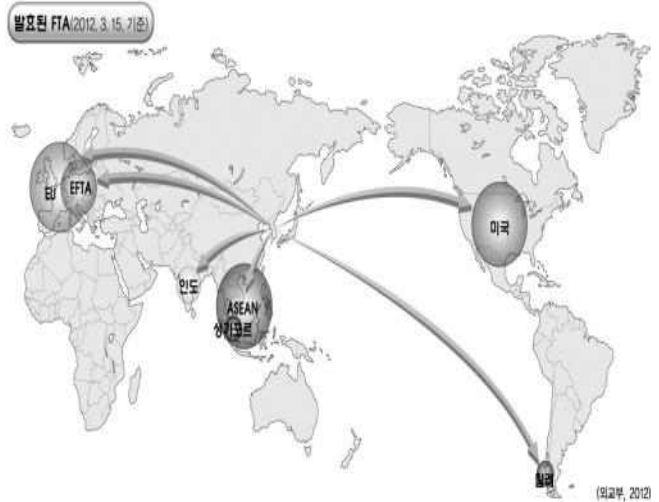 발효된 FTA(2012. 3. 15. 기준)
EU
EFTA
미국
인도
ASEAN
싱가포르
칠레
(외교부, 2012)